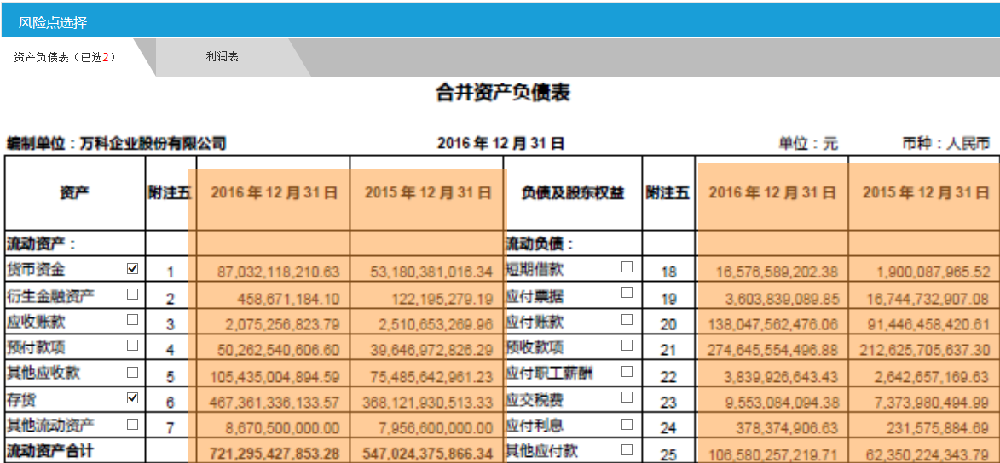 风险点选择
资产负债表（已选2） 利润表
合并资产负债表
编制单位：万科企业股份有限公司 2016 年 12 月 31 日 单位：元 币种：人民币
资产 附注五 2016 年 12 月 31 日 2015 年 12 月 31 日 负债及股东权益 附注五 2016 年 12 月 31 日 2015 年 12 月 31 日
流动资产： 流动负债：
货币资金 1 87,032,118,210.63 53,180,381,016.34 短期借款 18 16,576,589,202.38 1,900,087,965.52
衍生金融资产 2 458,671,184.10 122,195,279.19 应付票据 19 3,603,839,089.85 16,744,732,907.08
应收账款 3 2,075,256,823.79 2,510,653,269.96 应付账款 20 138,047,562,476.06 91,446,458,420.61
预付款项 4 50,262,540,606.60 39,646,972,826.29 预收款项 21 274,645,554,496.88 212,625,705,637.30
其他应收款 5 105,435,004,894.59 75,485,642,961.23 应付职工薪酬 22 3,839,926,643.43 2,642,657,169.63
存货 6 467,361,336,133.57 368,121,930,513.33 应交税费 23 9,553,084,094.38 7,373,980,494.99
其他流动资产 7 8,670,500,000.00 7,956,600,000.00 应付利息 24 378,374,906.63 231,575,884.69
流动资产合计 721,295,427,853.28 547,024,375,866.34 其他应付款 25 106,580,257,219.71 62,350,224,343.79